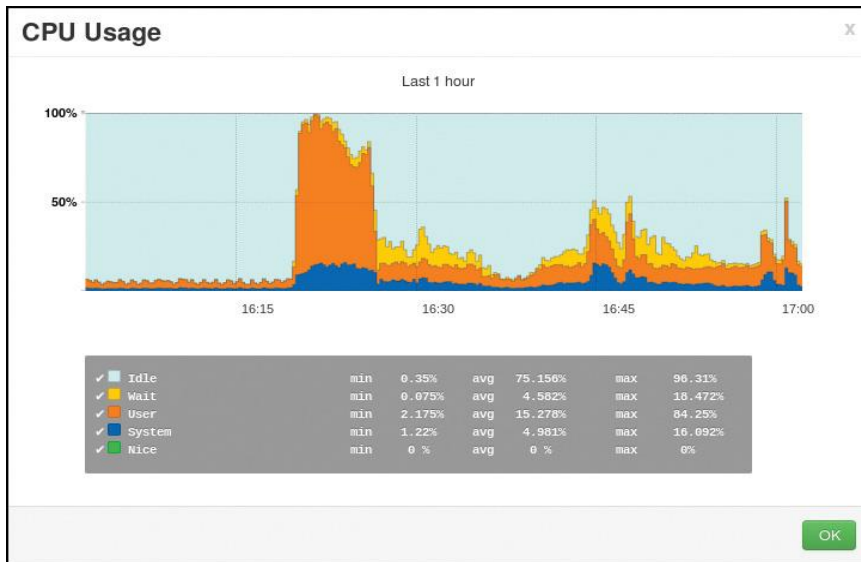 CPU Usage
x
Last 1 hour
100%
50%
16:15 16:30 16:45 17:00
✔ Idle min 0.35% avg 75.156% max 96.31%
✔ Wait min 0.075% avg 4.582% max 18.472%
✔ User min 2.175% avg 15.278% max 84.25%
✔ System min 1.22% avg 4.981% max 16.092%
✔ Nice min 0 % avg 0 % max 0%
OK